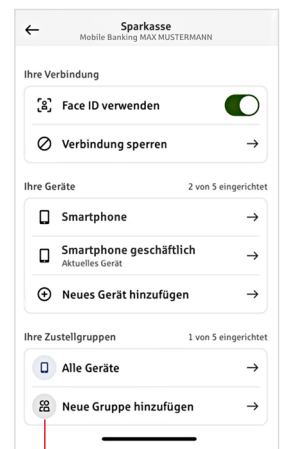 Sparkasse
Mobile Banking MAX MUSTERMANN
Ihre Verbindung
Face ID verwenden
Verbindung sperren
Ihre Geräte 2 von 5 eingerichtet
Smartphone
Smartphone geschäftlich
Aktuelles Gerät
Neues Gerät hinzufügen
Ihre Zustellgruppen 1 von 5 eingerichtet
Alle Geräte
Neue Gruppe hinzufügen